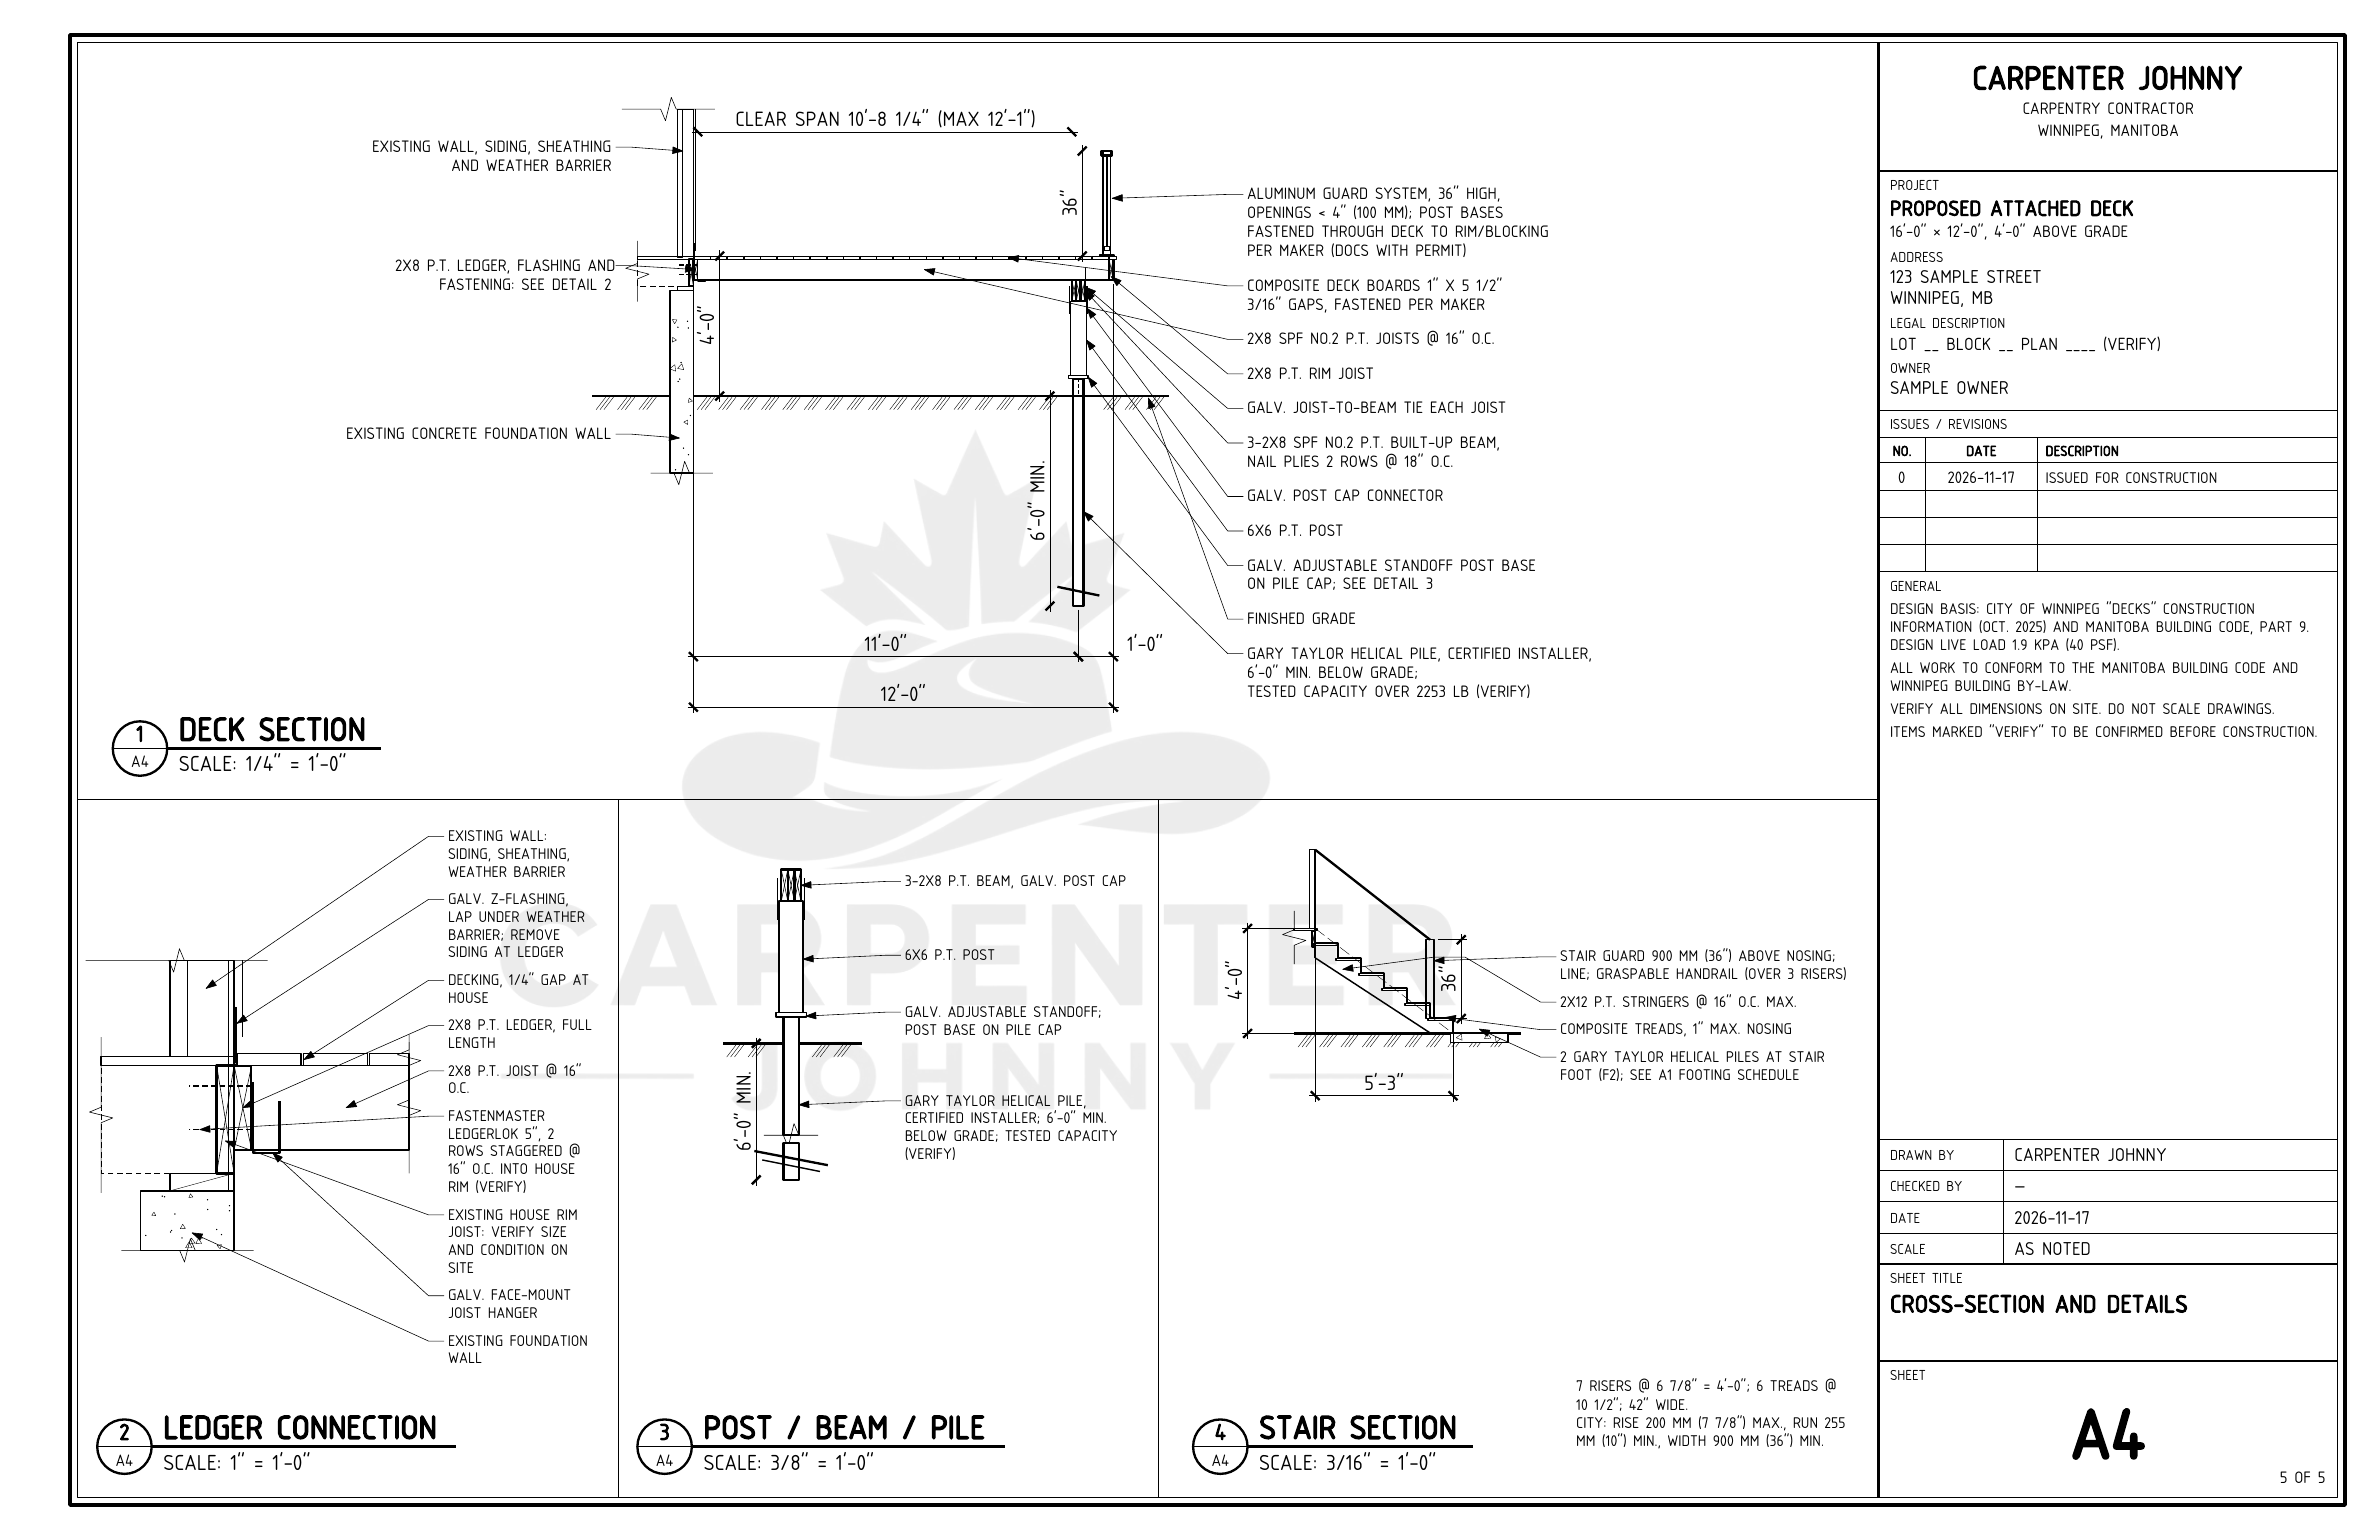 CLEAR SPAN 10'-8 1/4" (MAX 12'-1")
EXISTING WALL, SIDING, SHEATHING
AND WEATHER BARRIER
36"
2X8 P.T. LEDGER, FLASHING AND
FASTENING: SEE DETAIL 2
4'-0"
EXISTING CONCRETE FOUNDATION WALL
6'-0" MIN.
11'-0"
1'-0"
12'-0"
ALUMINUM GUARD SYSTEM, 36" HIGH,
OPENINGS < 4" (100 MM); POST BASES
FASTENED THROUGH DECK TO RIM/BLOCKING
PER MAKER (DOCS WITH PERMIT)
COMPOSITE DECK BOARDS 1" X 5 1/2"
3/16" GAPS, FASTENED PER MAKER
2X8 SPF NO.2 P.T. JOISTS @ 16" O.C.
2X8 P.T. RIM JOIST
GALV. JOIST-TO-BEAM TIE EACH JOIST
3-2X8 SPF NO.2 P.T. BUILT-UP BEAM,
NAIL PLIES 2 ROWS @ 18" O.C.
GALV. POST CAP CONNECTOR
6X6 P.T. POST
GALV. ADJUSTABLE STANDOFF POST BASE
ON PILE CAP; SEE DETAIL 3
FINISHED GRADE
GARY TAYLOR HELICAL PILE, CERTIFIED INSTALLER,
6'-0" MIN. BELOW GRADE;
TESTED CAPACITY OVER 2253 LB (VERIFY)
1
A4
DECK SECTION
SCALE: 1/4" = 1'-0"
CARPENTER
JOHNNY
EXISTING WALL:
SIDING, SHEATHING,
WEATHER BARRIER
GALV. Z-FLASHING,
LAP UNDER WEATHER
BARRIER; REMOVE
SIDING AT LEDGER
DECKING, 1/4" GAP AT
HOUSE
2X8 P.T. LEDGER, FULL
LENGTH
2X8 P.T. JOIST @ 16"
O.C.
FASTENMASTER
LEDGERLOK 5", 2
ROWS STAGGERED @
16" O.C. INTO HOUSE
RIM (VERIFY)
EXISTING HOUSE RIM
JOIST: VERIFY SIZE
AND CONDITION ON
SITE
GALV. FACE-MOUNT
JOIST HANGER
EXISTING FOUNDATION
WALL
2
A4
LEDGER CONNECTION
SCALE: 1" = 1'-0"
3-2X8 P.T. BEAM, GALV. POST CAP
6X6 P.T. POST
GALV. ADJUSTABLE STANDOFF;
POST BASE ON PILE CAP
6'-0" MIN.
GARY TAYLOR HELICAL PILE,
CERTIFIED INSTALLER; 6'-0" MIN.
BELOW GRADE; TESTED CAPACITY
(VERIFY)
3
A4
POST / BEAM / PILE
SCALE: 3/8" = 1'-0"
4'-0"
36"
5'-3"
STAIR GUARD 900 MM (36") ABOVE NOSING;
LINE; GRASPABLE HANDRAIL (OVER 3 RISERS)
2X12 P.T. STRINGERS @ 16" O.C. MAX.
COMPOSITE TREADS, 1" MAX. NOSING
2 GARY TAYLOR HELICAL PILES AT STAIR
FOOT (F2); SEE A1 FOOTING SCHEDULE
7 RISERS @ 6 7/8" = 4'-0"; 6 TREADS @
10 1/2"; 42" WIDE.
CITY: RISE 200 MM (7 7/8") MAX., RUN 255
MM (10") MIN., WIDTH 900 MM (36") MIN.
4
A4
STAIR SECTION
SCALE: 3/16" = 1'-0"
CARPENTER JOHNNY
CARPENTRY CONTRACTOR
WINNIPEG, MANITOBA
PROJECT
PROPOSED ATTACHED DECK
16'-0" × 12'-0", 4'-0" ABOVE GRADE
ADDRESS
123 SAMPLE STREET
WINNIPEG, MB
LEGAL DESCRIPTION
LOT __ BLOCK __ PLAN ____ (VERIFY)
OWNER
SAMPLE OWNER
ISSUES / REVISIONS
NO. DATE DESCRIPTION
0 2026-11-17 ISSUED FOR CONSTRUCTION
GENERAL
DESIGN BASIS: CITY OF WINNIPEG "DECKS" CONSTRUCTION
INFORMATION (OCT. 2025) AND MANITOBA BUILDING CODE, PART 9.
DESIGN LIVE LOAD 1.9 KPA (40 PSF).
ALL WORK TO CONFORM TO THE MANITOBA BUILDING CODE AND
WINNIPEG BUILDING BY-LAW.
VERIFY ALL DIMENSIONS ON SITE. DO NOT SCALE DRAWINGS.
ITEMS MARKED "VERIFY" TO BE CONFIRMED BEFORE CONSTRUCTION.
DRAWN BY CARPENTER JOHNNY
CHECKED BY —
DATE 2026-11-17
SCALE AS NOTED
SHEET TITLE
CROSS-SECTION AND DETAILS
SHEET
A4
5 OF 5